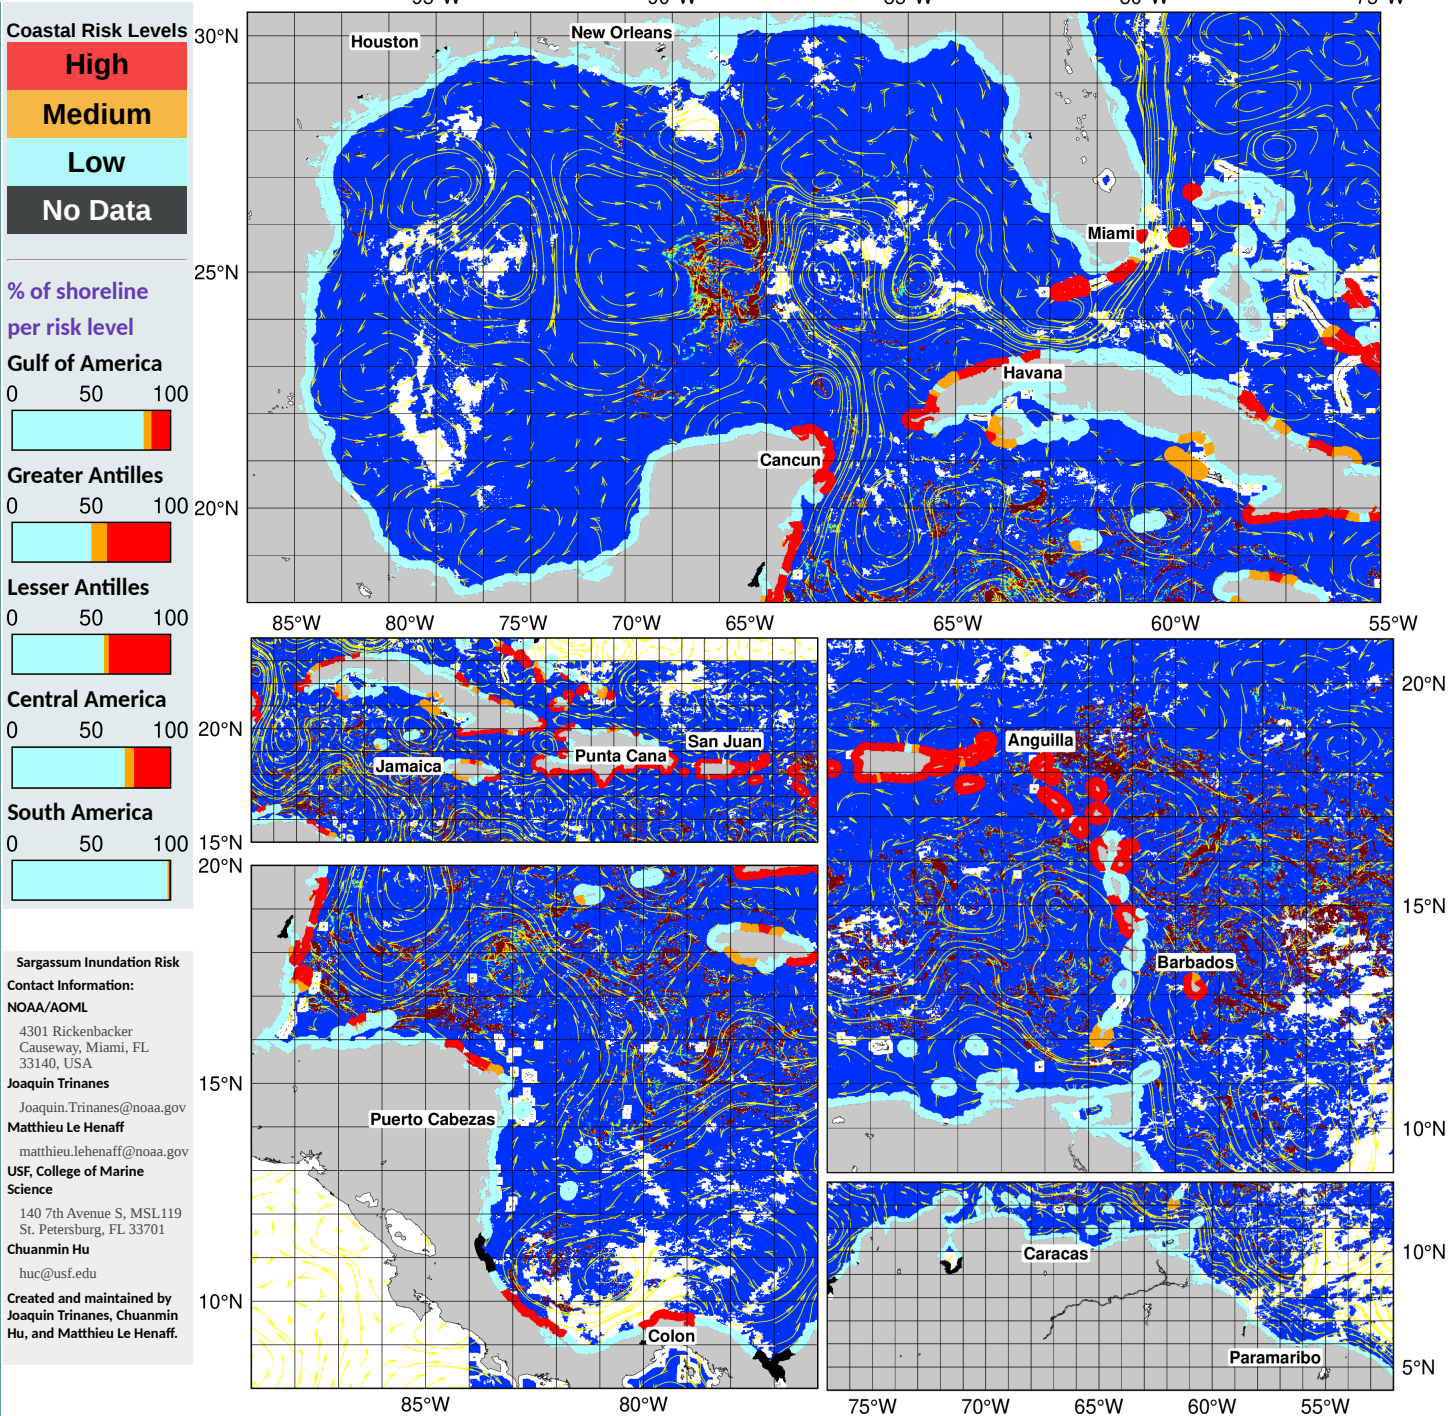 Coastal Risk Levels
High
Medium
Low
No Data
% of shoreline
per risk level
Gulf of America
0 50 100
Greater Antilles
0 50 100
Lesser Antilles
0 50 100
Central America
0 50 100
South America
0 50 100
Sargassum Inundation Risk
Contact Information:
NOAA/AOML
4301 Rickenbacker
Causeway, Miami, FL
33140, USA
Joaquin Trinanes
Joaquin.Trinanes@noaa.gov
Matthieu Le Henaff
matthieu.lehenaff@noaa.gov
USF, College of Marine
Science
140 7th Avenue S, MSL119
St. Petersburg, FL 33701
Chuanmin Hu
huc@usf.edu
Created and maintained by
Joaquin Trinanes, Chuanmin
Hu, and Matthieu Le Henaff.
95°W 90°W 85°W 80°W 75°W
30°N
25°N
20°N
Houston
New Orleans
Miami
Havana
Cancun
85°W 80°W 75°W 70°W 65°W
20°N
15°N
Jamaica
Punta Cana
San Juan
65°W 60°W 55°W
20°N
15°N
10°N
Anguilla
Barbados
20°N
15°N
10°N
Puerto Cabezas
Colon
85°W 80°W
10°N
5°N
Caracas
Paramaribo
75°W 70°W 65°W 60°W 55°W